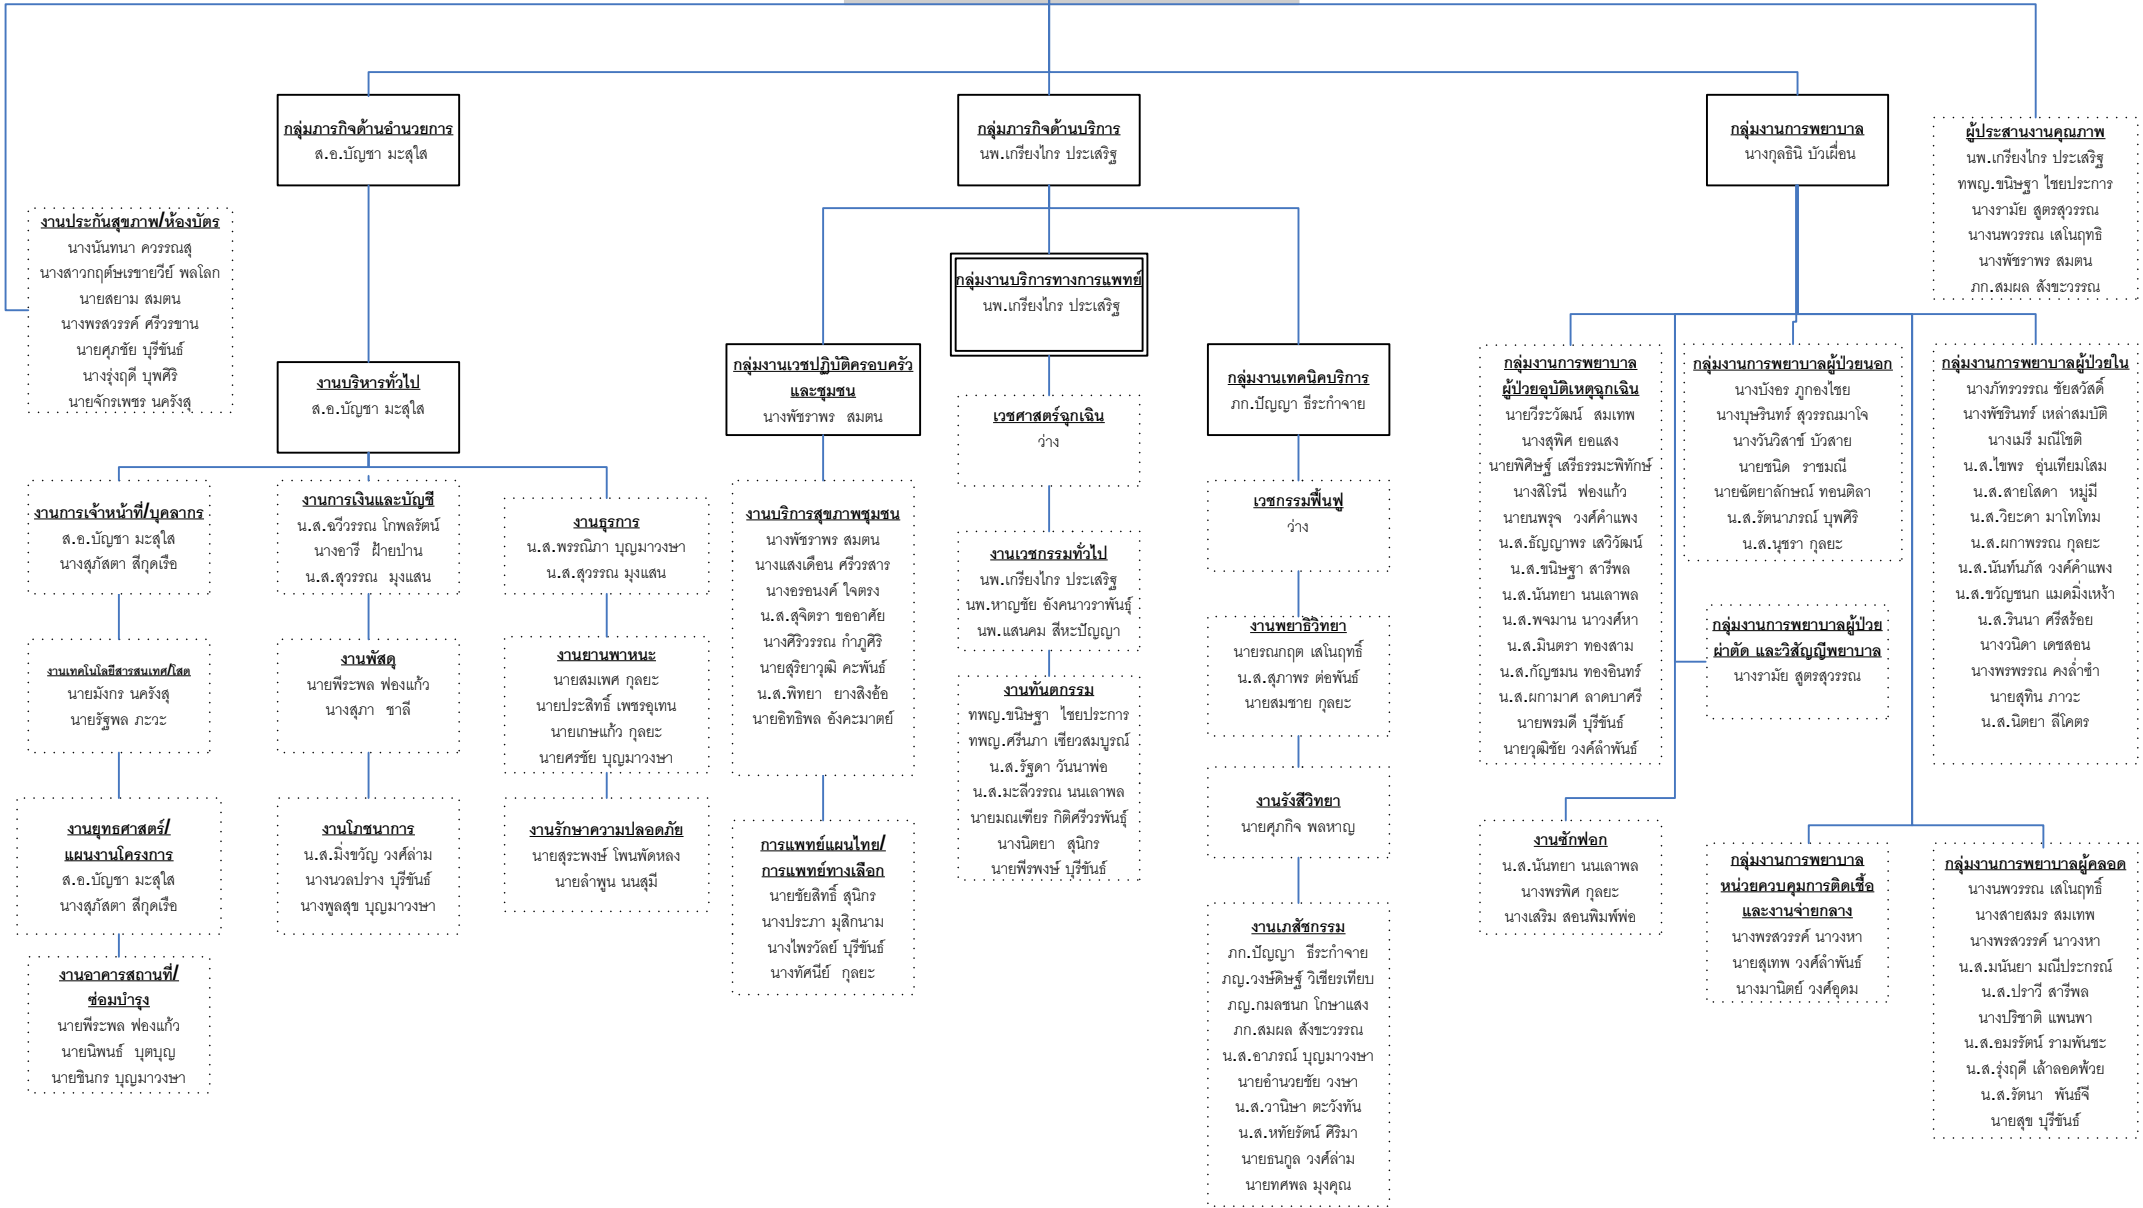 กลุ่มภารกิจด้านอำนวยการ
ส.อ.บัญชา มะสุใส
กลุ่มภารกิจด้านบริการ
นพ.เกรียงไกร ประเสริฐ
กลุ่มงานการพยาบาล
นางกุลธินิ บัวเผื่อน
ผู้ประสานงานคุณภาพ
นพ.เกรียงไกร ประเสริฐ
ทพญ.ขนิษฐา ไชยประการ
นางรามัย สูตรสุวรรณ
นางนพวรรณ เสโนฤทธิ
นางพัชราพร สมตน
ภก.สมผล สังขะวรรณ
งานประกันสุขภาพ/ห้องบัตร
นางนันทนา ควรรณสุ
นางสาวกฤต์ษเรขายวีย์ พลโลก
นายสยาม สมตน
นางพรสวรรค์ ศรีวรขาน
นายศุภชัย บุรีขันธ์
นางรุ่งฤดี บุพศิริ
นายจักรเพชร นครังสุ
งานบริหารทั่วไป
ส.อ.บัญชา มะสุใส
กลุ่มงานบริการทางการแพทย์
นพ.เกรียงไกร ประเสริฐ
กลุ่มงานเวชปฏิบัติครอบครัว
และชุมชน
นางพัชราพร  สมตน
กลุ่มงานเทคนิคบริการ
ภก.ปัญญา ธีระกำจาย
งานการเจ้าหน้าที่/บุคลากร
ส.อ.บัญชา มะสุใส
นางสุภัสตา สีกุดเรือ
งานเทคโนโลยีสารสนเทศ/โสต
นายมังกร นครังสุ
นายรัฐพล ภะวะ
งานยุทธศาสตร์/
แผนงานโครงการ
ส.อ.บัญชา มะสุใส
นางสุภัสตา สีกุดเรือ
งานอาคารสถานที่/
ซ่อมบำรุง
นายพีระพล ฟองแก้ว
นายนิพนธ์  บุตบุญ
นายชินกร บุญมาวงษา
งานการเงินและบัญชี
น.ส.ฉวีวรรณ โกพลรัตน์
นางอารี  ฝ้ายป่าน
น.ส.สุวรรณ  มุงแสน
งานพัสดุ
นายพีระพล ฟองแก้ว
นางสุภา  ชาลี
งานโภชนาการ
น.ส.มิ่งขวัญ วงศ์ล่าม
นางนวลปราง บุรีขันธ์
นางพูลสุข บุญมาวงษา
งานธุรการ
น.ส.พรรณิภา บุญมาวงษา
น.ส.สุวรรณ มุงแสน
งานยานพาหนะ
นายสมเพศ กุลยะ
นายประสิทธิ์ เพชรอุเทน
นายเกษแก้ว กุลยะ
นายศรชัย บุญมาวงษา
งานรักษาความปลอดภัย
นายสุระพงษ์ โพนพัดหลง
นายลำพูน นนสุมี
งานบริการสุขภาพชุมชน
นางพัชราพร สมตน
นางแสงเดือน ศรีวรสาร
นางอรอนงค์ ใจตรง
น.ส.สุจิตรา ขออาศัย
นางศิริวรรณ กำภูศิริ
นายสุริยาวุฒิ คะพันธ์
น.ส.พิทยา  ยางสิงอ้อ
นายอิทธิพล อังคะมาตย์
การแพทย์แผนไทย/
การแพทย์ทางเลือก
นายชัยสิทธิ์ สุนิกร
นางประภา มุสิกนาม
นางไพรวัลย์ บุรีขันธ์
นางทัศนีย์  กุลยะ
เวชศาสตร์ฉุกเฉิน
ว่าง
งานเวชกรรมทั่วไป
นพ.เกรียงไกร ประเสริฐ
นพ.หาญชัย อังคนาวราพันธุ์
นพ.แสนคม สีหะปัญญา
งานทันตกรรม
ทพญ.ขนิษฐา  ไชยประการ
ทพญ.ศรีนภา เซียวสมบูรณ์
น.ส.รัฐดา วันนาพ่อ
น.ส.มะลิวรรณ นนเลาพล
นายมณเฑียร กิติศรีวรพันธุ์
นางนิตยา  สุนิกร
นายพีรพงษ์ บุรีขันธ์
เวชกรรมฟื้นฟู
ว่าง
งานพยาธิวิทยา
นายรณกฤต เสโนฤทธิ์
น.ส.สุภาพร ต่อพันธ์
นายสมชาย กุลยะ
งานรังสีวิทยา
นายศุภกิจ พลหาญ
งานเภสัชกรรม
ภก.ปัญญา  ธีระกำจาย
ภญ.วงษ์ดิษฐ์ วิเชียรเทียบ
ภญ.กมลชนก โกษาแสง
ภก.สมผล สังขะวรรณ
น.ส.อาภรณ์ บุญมาวงษา
นายอำนวยชัย วงษา
น.ส.วานิษา ตะวังทัน
น.ส.หทัยรัตน์ ศิริมา
นายธนกูล วงศ์ล่าม
นายทศพล มุงคุณ
กลุ่มงานการพยาบาล
ผู้ป่วยอุบัติเหตุฉุกเฉิน
นายวีระวัฒน์  สมเทพ
นางสุพิศ ยอแสง
นายพิศิษฐ์ เสรีธรรมะพิทักษ์
นางสิโรนี  ฟองแก้ว
นายนพรุจ  วงศ์คำแพง
น.ส.ธัญญาพร เสวิวัฒน์
น.ส.ขนิษฐา สารีพล
น.ส.นันทยา นนเลาพล
น.ส.พจมาน นาวงศ์หา
น.ส.มินตรา ทองสาม
น.ส.กัญชมน ทองอินทร์
น.ส.ผกามาศ ลาดบาศรี
นายพรมดี บุรีขันธ์
นายวุฒิชัย วงค์ลำพันธ์
งานซักฟอก
น.ส.นันทยา นนเลาพล
นางพรพิศ กุลยะ
นางเสริม สอนพิมพ์พ่อ
กลุ่มงานการพยาบาลผู้ป่วยนอก
นางบังอร ภูกองไชย
นางบุษรินทร์ สุวรรณมาโจ
นางวันวิสาข์ บัวสาย
นายชนิด  ราชมณี
นายฉัตยาลักษณ์ ทอนติลา
น.ส.รัตนาภรณ์ บุพศิริ
น.ส.นุชรา กุลยะ
กลุ่มงานการพยาบาลผู้ป่วย
ผ่าตัด และวิสัญญีพยาบาล
นางรามัย สูตรสุวรรณ
กลุ่มงานการพยาบาล
หน่วยควบคุมการติดเชื้อ
และงานจ่ายกลาง
นางพรสวรรค์ นาวงหา
นายสุเทพ วงศ์ลำพันธ์
นางมานิตย์ วงศ์อุดม
กลุ่มงานการพยาบาลผู้ป่วยใน
นางภัทรวรรณ ชัยสวัสดิ์
นางพัชรินทร์ เหล่าสมบัติ
นางเมรี มณีโชติ
น.ส.ไขพร  อุ่นเทียมโสม
น.ส.สายโสดา  หมู่มี
น.ส.วิยะดา มาโทโทม
น.ส.ผกาพรรณ กุลยะ
น.ส.นันท์นภัส วงค์คำแพง
น.ส.ขวัญชนก แมดมิ่งเหง้า
น.ส.รินนา ศรีสร้อย
นางวนิดา เดชสอน
นางพรพรรณ คงล่ำซำ
นายสุทิน ภาวะ
น.ส.นิตยา ลีโคตร
กลุ่มงานการพยาบาลผู้คลอด
นางนพวรรณ เสโนฤทธิ์
นางสายสมร สมเทพ
นางพรสวรรค์ นาวงหา
น.ส.มนันยา มณีประกรณ์
น.ส.ปราวี สารีพล
นางปริชาติ แพนพา
น.ส.อมรรัตน์ รามพันชะ
น.ส.รุ่งฤดี เล้าลอดพ้วย
น.ส.รัตนา  พันธ์จี
นายสุข บุรีขันธ์